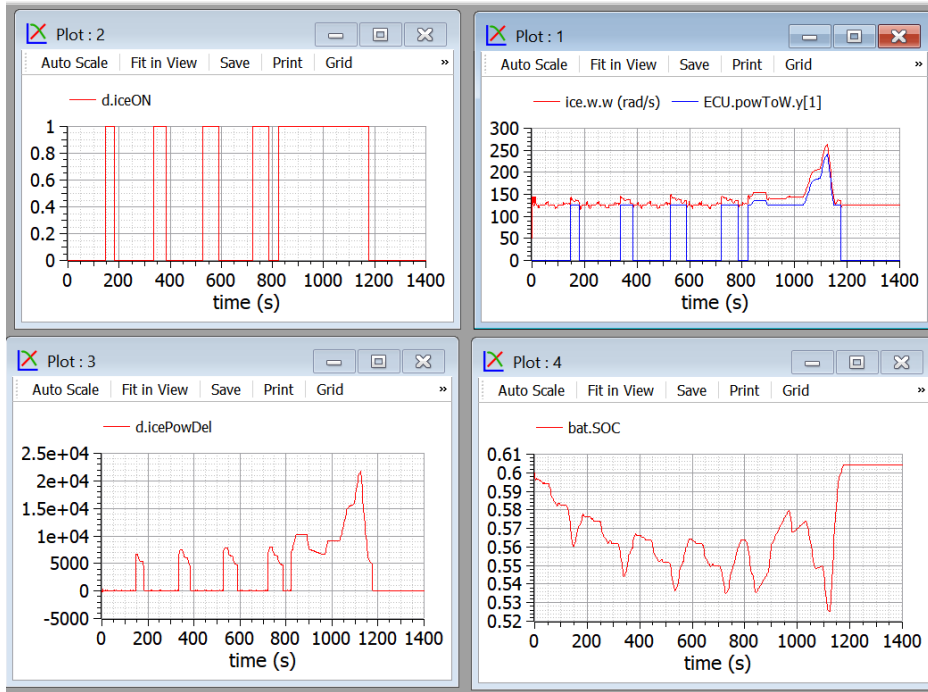 Plot : 2
Auto Scale Fit in View Save Print Grid »
d.iceON
1
0.8
0.6
0.4
0.2
0
0 200 400 600 800 1000 1200 1400
time (s)
Plot : 1
Auto Scale Fit in View Save Print Grid »
ice.w.w (rad/s) ECU.powToW.y[1]
300
250
200
150
100
50
0
0 200 400 600 800 1000 1200 1400
time (s)
Plot : 3
Auto Scale Fit in View Save Print Grid »
d.icePowDel
2.5e+04
2e+04
1.5e+04
1e+04
5000
0
-5000
0 200 400 600 800 1000 1200 1400
time (s)
Plot : 4
Auto Scale Fit in View Save Print Grid »
bat.SOC
0.61
0.6
0.59
0.58
0.57
0.56
0.55
0.54
0.53
0.52
0 200 400 600 800 1000 1200 1400
time (s)